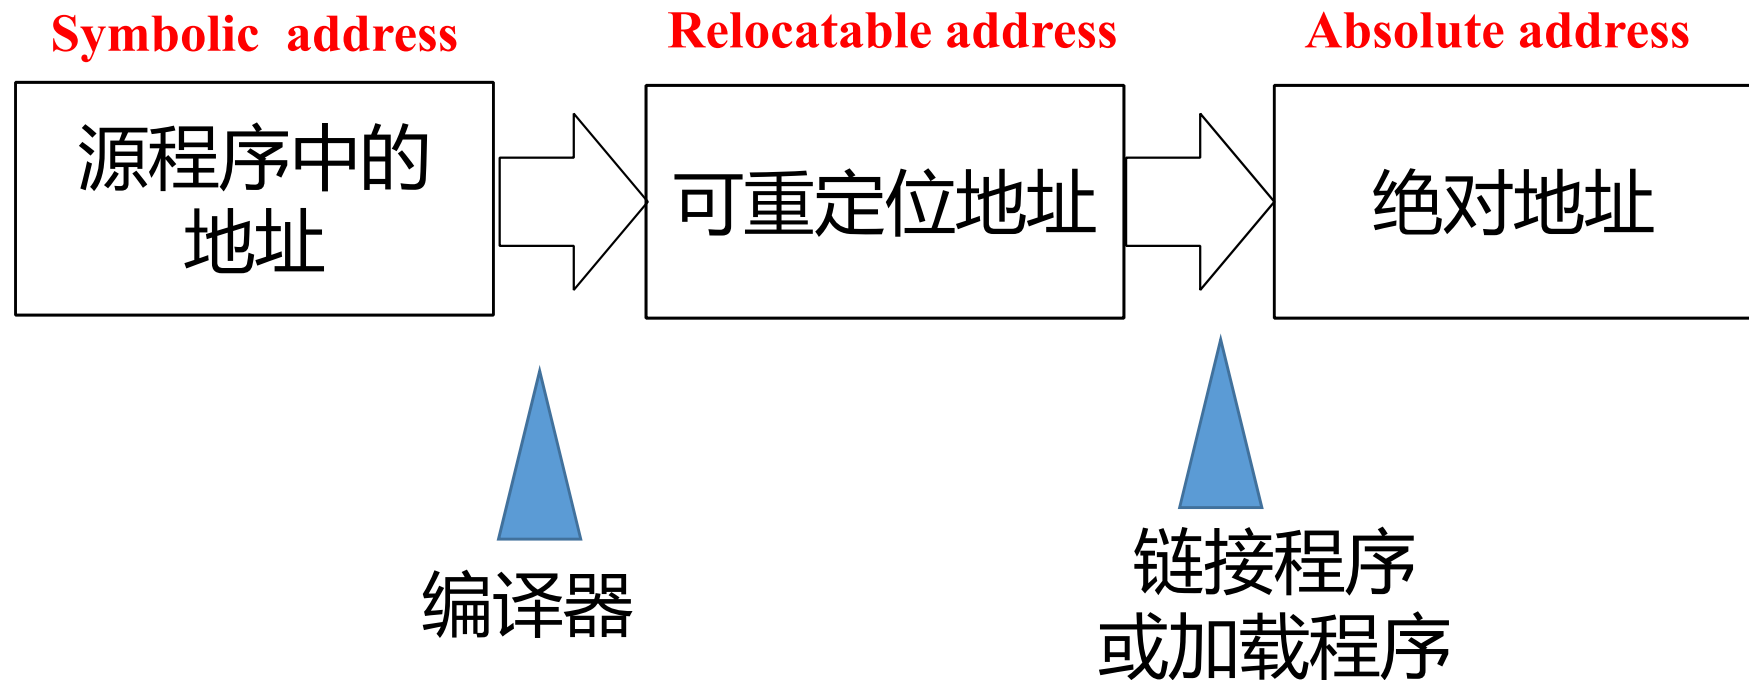 Symbolic address
Relocatable address
Absolute address
源程序中的
地址
可重定位地址
绝对地址
编译器
链接程序
或加载程序